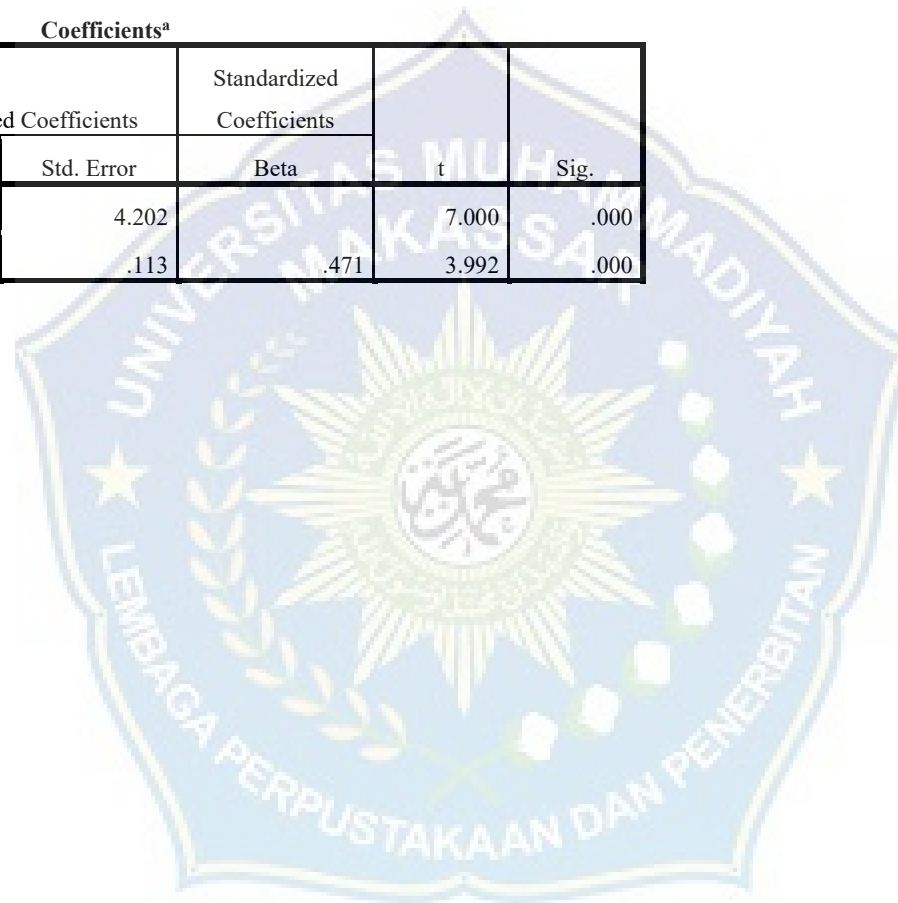 Coefficientsᵃ
Standardized
ed Coefficients Coefficients
Std. Error Beta t Sig.
4.202 7.000 .000
.113 .471 3.992 .000
UNIVERSITAS MUHAMMADIYAH
MAKASSAR
LEMBAGA PERPUSTAKAAN DAN PENERBITAN